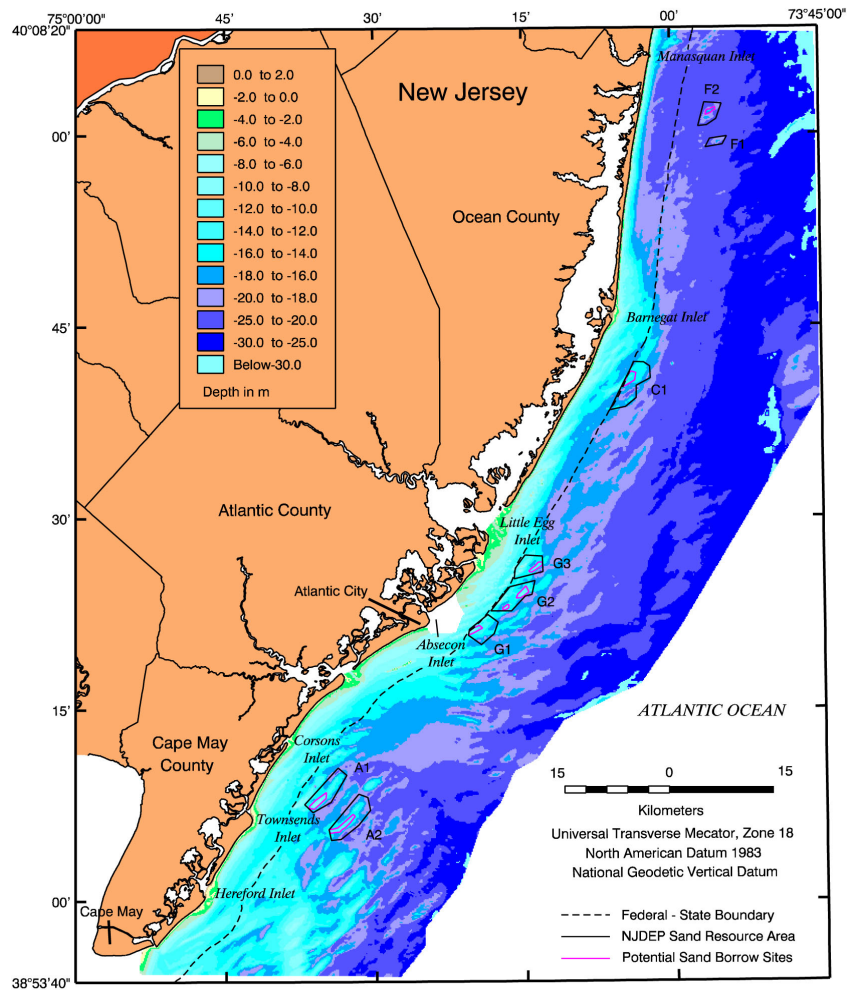 75°00'00"
45'
30'
15'
00'
73°45'00"
40°08'20"
0.0 to 2.0
-2.0 to 0.0
-4.0 to -2.0
-6.0 to -4.0
-8.0 to -6.0
-10.0 to -8.0
-12.0 to -10.0
-14.0 to -12.0
-16.0 to -14.0
-18.0 to -16.0
-20.0 to -18.0
-25.0 to -20.0
-30.0 to -25.0
Below-30.0
Depth in m
New Jersey
Manasquan Inlet
F2
F1
00'
Ocean County
45'
Barnegat Inlet
C1
30'
Atlantic County
Little Egg
Inlet
G3
G2
G1
Atlantic City
Absecon
Inlet
15'
ATLANTIC OCEAN
Cape May
County
Corsons
Inlet
A1
A2
Townsends
Inlet
Hereford Inlet
00'
Cape May
38°53'40"
15
0
15
Kilometers
Universal Transverse Mecator, Zone 18
North American Datum 1983
National Geodetic Vertical Datum
Federal - State Boundary
NJDEP Sand Resource Area
Potential Sand Borrow Sites